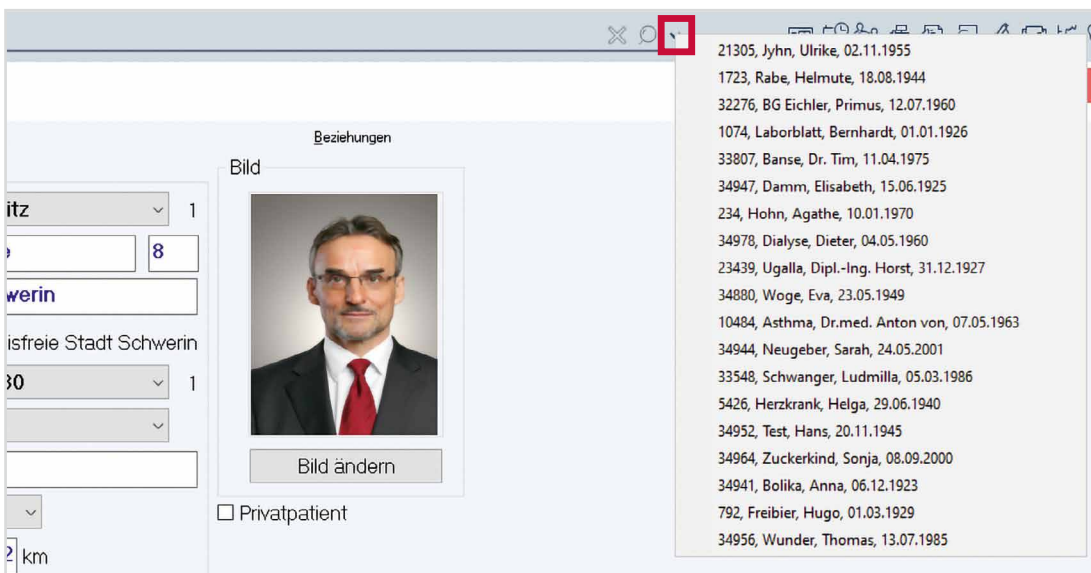 Beziehungen
Bild
itz
1
8
werin
isfreie Stadt Schwerin
30
1
Bild ändern
Privatpatient
2 km
21305, Jyhn, Ulrike, 02.11.1955
1723, Rabe, Helmute, 18.08.1944
32276, BG Eichler, Primus, 12.07.1960
1074, Laborblatt, Bernhardt, 01.01.1926
33807, Banse, Dr. Tim, 11.04.1975
34947, Damm, Elisabeth, 15.06.1925
234, Hohn, Agathe, 10.01.1970
34978, Dialyse, Dieter, 04.05.1960
23439, Ugalla, Dipl.-Ing. Horst, 31.12.1927
34880, Woge, Eva, 23.05.1949
10484, Asthma, Dr.med. Anton von, 07.05.1963
34944, Neugeber, Sarah, 24.05.2001
33548, Schwanger, Ludmilla, 05.03.1986
5426, Herzkrank, Helga, 29.06.1940
34952, Test, Hans, 20.11.1945
34964, Zuckerkind, Sonja, 08.09.2000
34941, Bolika, Anna, 06.12.1923
792, Freibier, Hugo, 01.03.1929
34956, Wunder, Thomas, 13.07.1985